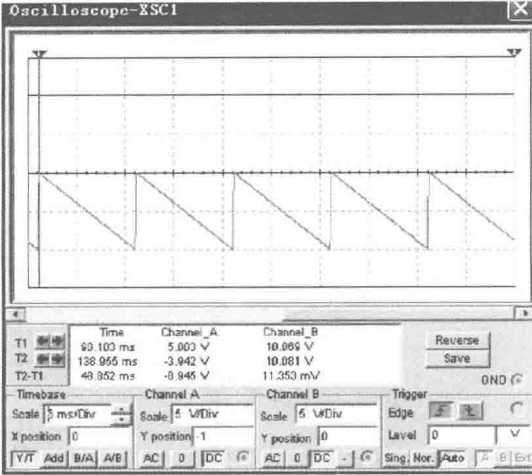 Oscilloscope-XSC1
Time Channel_A Channel_B
T1 90.103 ms 5.003 V 10.069 V
T2 138.955 ms -3.942 V 10.081 V
T2-T1 48.852 ms -8.945 V 11.353 mV
Reverse
Save
GND
Timebase Channel A Channel B Trigger
Scale 5 ms/Div Scale 5 V/Div Scale 5 V/Div Edge
X position 0 Y position -1 Y position 0 Level 0 V
Y/T Add B/A A/B AC 0 DC AC 0 DC - Sing. Nor. Auto A B Ext